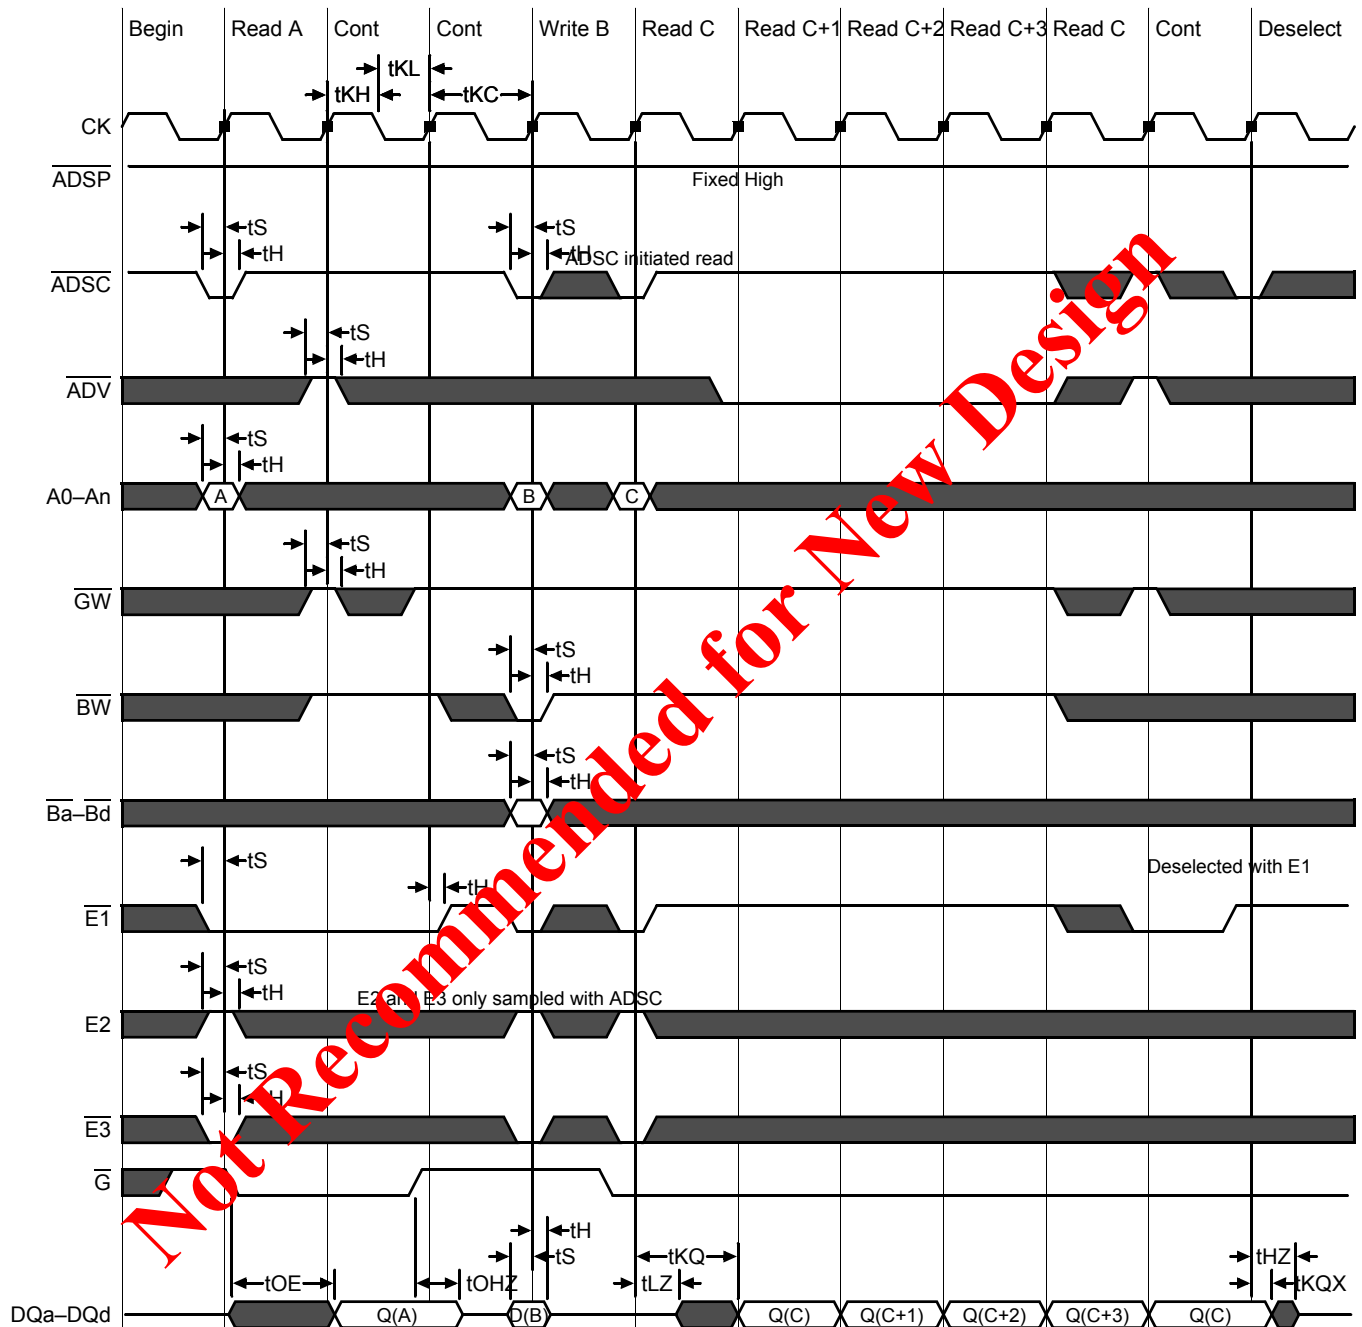 Begin Read A Cont Cont Write B Read C Read C+1 Read C+2 Read C+3 Read C Cont Deselect
tKL
tKH tKC
CK
ADSP
Fixed High
tS tS
tH tH
ADSC initiated read
ADSC
tS
tH
ADV
tS
tH
A0–An A B C
tS
tH
GW
tS
tH
BW
tS
tH
Ba–Bd
tS
Deselected with E1
tH
E1
tS
tH
E2 and E3 only sampled with ADSC
E2
tS
tH
E3
G
tH
tS tKQ tHZ
tOE tOHZ tLZ tKQX
DQa–DQd Q(A) D(B) Q(C) Q(C+1) Q(C+2) Q(C+3) Q(C)
Not Recommended for New Design